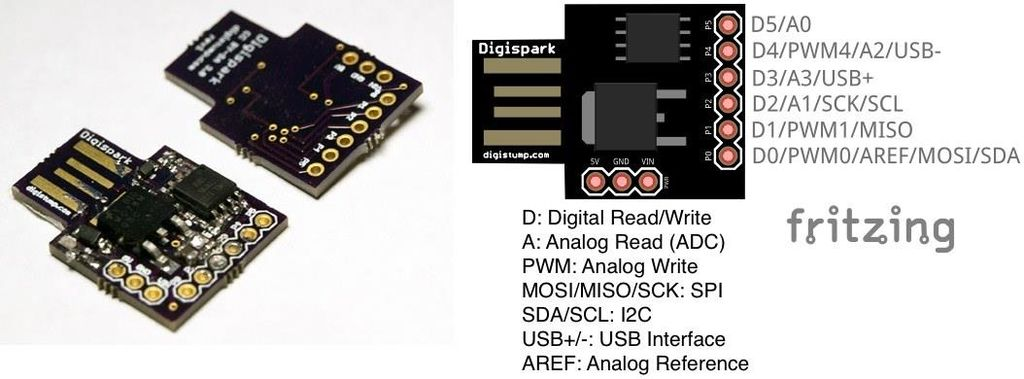 Digispark
digistump.com
Digispark
digistump.com
Digispark
digistump.com
5V GND VIN
PWR
P5
P4
P3
P2
P1
P0
D5/A0
D4/PWM4/A2/USB-
D3/A3/USB+
D2/A1/SCK/SCL
D1/PWM1/MISO
D0/PWM0/AREF/MOSI/SDA
D: Digital Read/Write
A: Analog Read (ADC)
PWM: Analog Write
MOSI/MISO/SCK: SPI
SDA/SCL: I2C
USB+/-: USB Interface
AREF: Analog Reference
fritzing